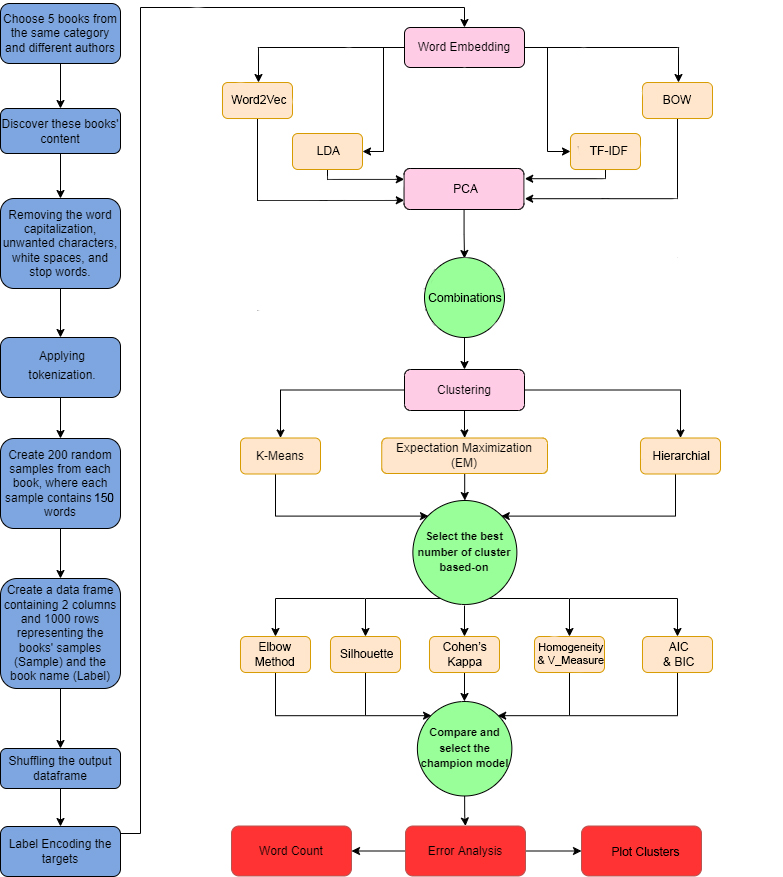 Choose 5 books from
the same category
and different authors
Discover these books'
content
Removing the word
capitalization,
unwanted characters,
white spaces, and
stop words.
Applying
tokenization.
Create 200 random
samples from each
book, where each
sample contains 150
words
Create a data frame
containing 2 columns
and 1000 rows
representing the
books' samples
(Sample) and the
book name (Label)
Shuffling the output
dataframe
Label Encoding the
targets
Word Embedding
Word2Vec
BOW
LDA
TF-IDF
PCA
Combinations
Clustering
K-Means
Expectation Maximization
(EM)
Hierarchial
Select the best
number of cluster
based-on
Elbow
Method
Silhouette
Cohen's
Kappa
Homogeneity
& V_Measure
AIC
& BIC
Compare and
select the
champion model
Word Count
Error Analysis
Plot Clusters